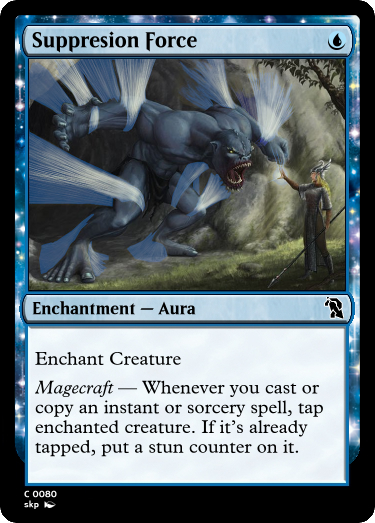 Suppresion Force
Enchantment — Aura
Enchant Creature
Magecraft — Whenever you cast or
copy an instant or sorcery spell, tap
enchanted creature. If it's already
tapped, put a stun counter on it.
C 0080
skp